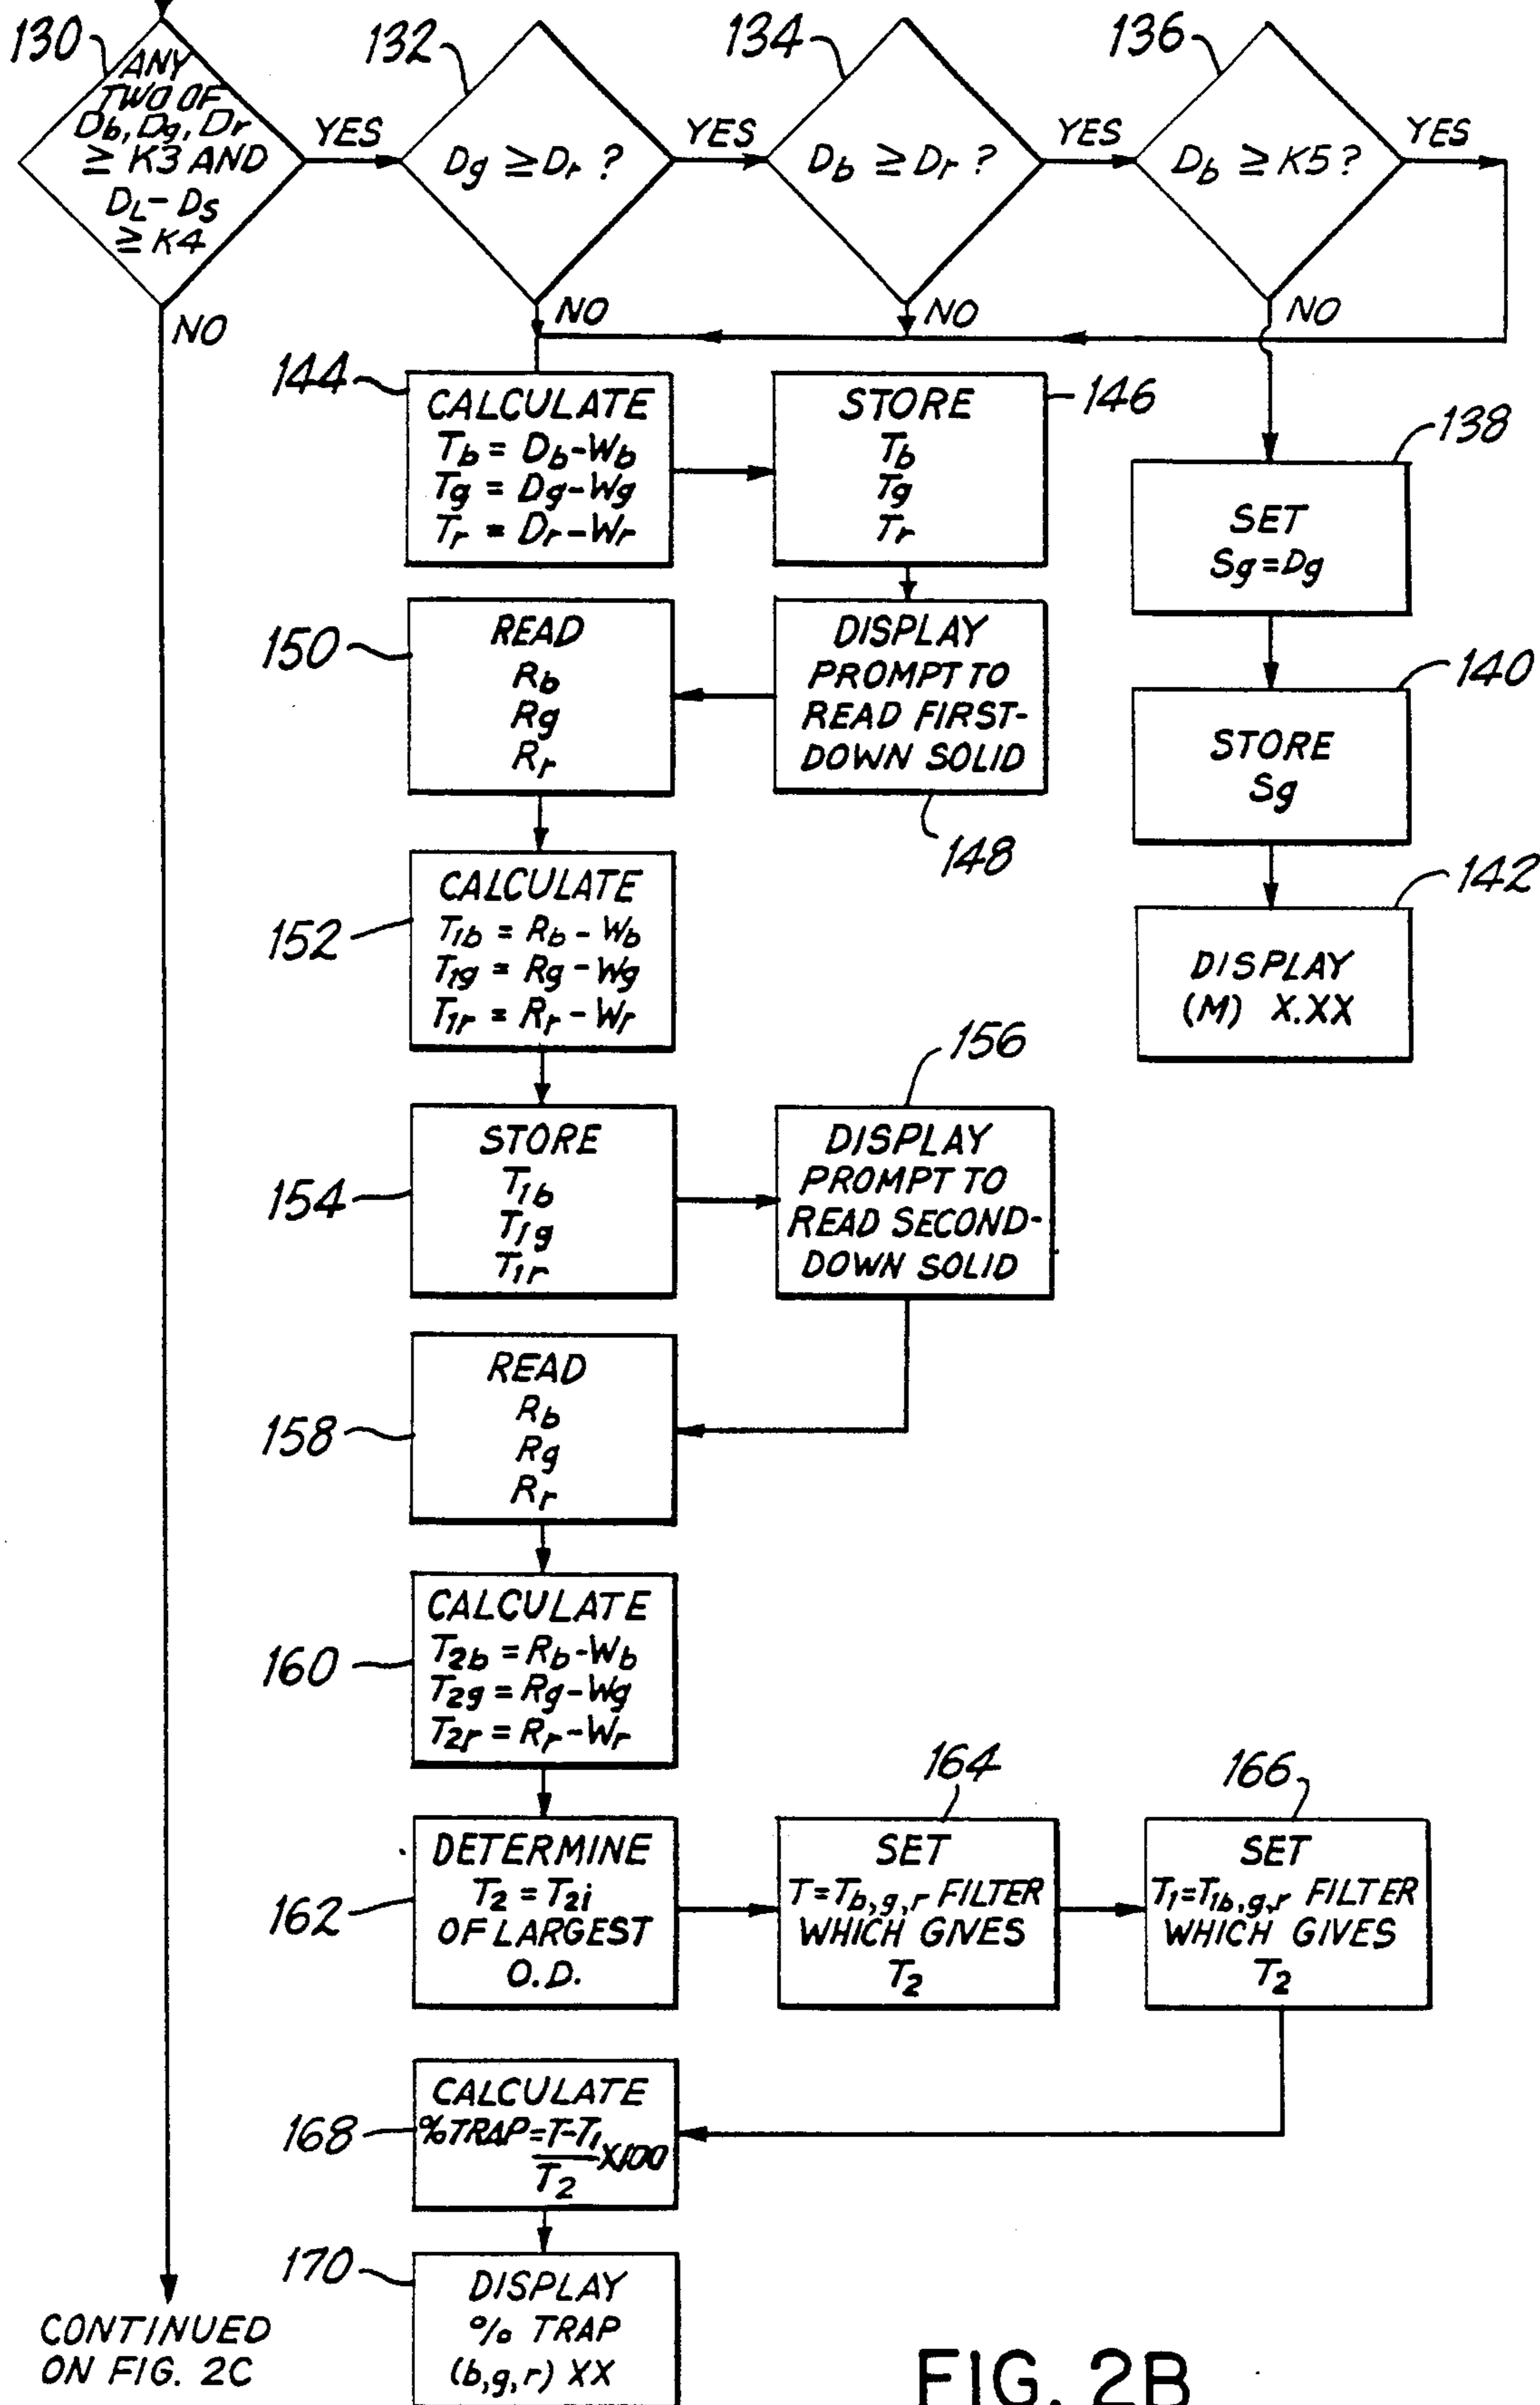 130
ANY
TWO OF
Db, Dg, Dr
≥ K3 AND
DL - DS
≥ K4
YES
NO
132
Dg ≥ Dr ?
YES
NO
134
Db ≥ Dr ?
YES
NO
136
Db ≥ K5 ?
YES
NO
144
CALCULATE
Tb = Db - Wb
Tg = Dg - Wg
Tr = Dr - Wr
STORE
Tb
Tg
Tr
146
138
SET
Sg = Dg
150
READ
Rb
Rg
Rr
DISPLAY
PROMPT TO
READ FIRST-
DOWN SOLID
148
140
STORE
Sg
152
CALCULATE
T1b = Rb - Wb
T1g = Rg - Wg
T1r = Rr - Wr
142
DISPLAY
(M) X.XX
154
STORE
T1b
T1g
T1r
156
DISPLAY
PROMPT TO
READ SECOND-
DOWN SOLID
158
READ
Rb
Rg
Rr
160
CALCULATE
T2b = Rb - Wb
T2g = Rg - Wg
T2r = Rr - Wr
162
DETERMINE
T2 = T2i
OF LARGEST
O.D.
164
SET
T = Tb,g,r FILTER
WHICH GIVES
T2
166
SET
T1 = T1b,g,r FILTER
WHICH GIVES
T2
168
CALCULATE
% TRAP = T-T1 X100
T2
170
DISPLAY
% TRAP
(b,g,r) XX
CONTINUED
ON FIG. 2C
FIG. 2B